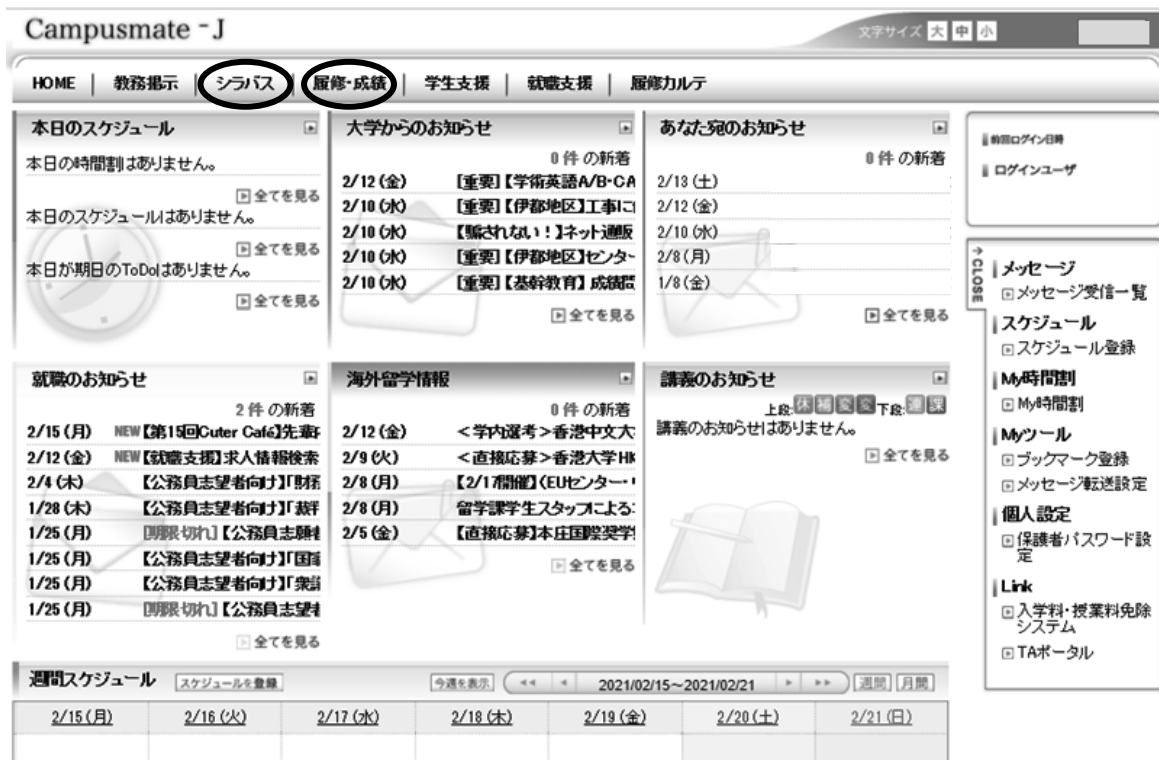 Campusmate-J
文字サイズ 大 中 小
HOME | 教務掲示 | シラバス | 履修・成績 | 学生支援 | 就職支援 | 履修カルテ
本日のスケジュール
本日の時間割はありません。
全てを見る
本日のスケジュールはありません。
全てを見る
本日が期日のToDoはありません。
全てを見る
大学からのお知らせ
0件 の新着
2/12(金) [重要]【学術英語A/B・CA
2/10(水) [重要]【伊都地区】工事に
2/10(水) 【騙されない!】ネット通販
2/10(水) [重要]【伊都地区】センター
2/10(水) [重要]【基幹教育】成績
全てを見る
あなた宛のお知らせ
0件 の新着
2/13(土)
2/12(金)
2/10(水)
2/8(月)
1/8(金)
全てを見る
前回ログイン日時
ログインユーザ
就職のお知らせ
2件 の新着
2/15(月) NEW【第15回Cuter Café】先輩
2/12(金) NEW【就職支援】求人情報検索
2/4(木) 【公務員志望者向け】「財
1/28(木) 【公務員志望者向け】「裁
1/25(月) [期限切れ]【公務員志願
1/25(月) 【公務員志望者向け】「国
1/25(月) 【公務員志望者向け】「衆
1/25(月) [期限切れ]【公務員志望
全てを見る
海外留学情報
0件 の新着
2/12(金) <学内選考>香港中文大
2/9(火) <直接応募>香港大学HK
2/8(月) 【2/17開催】(EUセンター・
2/8(月) 留学課学生スタッフによる
2/5(金) 【直接応募】本庄国際奨学
全てを見る
講義のお知らせ
上段:休補変変下段:連課
講義のお知らせはありません。
全てを見る
CLOSE
メッセージ
メッセージ受信一覧
スケジュール
スケジュール登録
My時間割
My時間割
Myツール
ブックマーク登録
メッセージ転送設定
個人設定
保護者パスワード設
定
Link
入学料・授業料免除
システム
TAポータル
週間スケジュール スケジュールを登録 今週を表示 2021/02/15~2021/02/21 週間 月間
2/15(月) 2/16(火) 2/17(水) 2/18(木) 2/19(金) 2/20(土) 2/21(日)